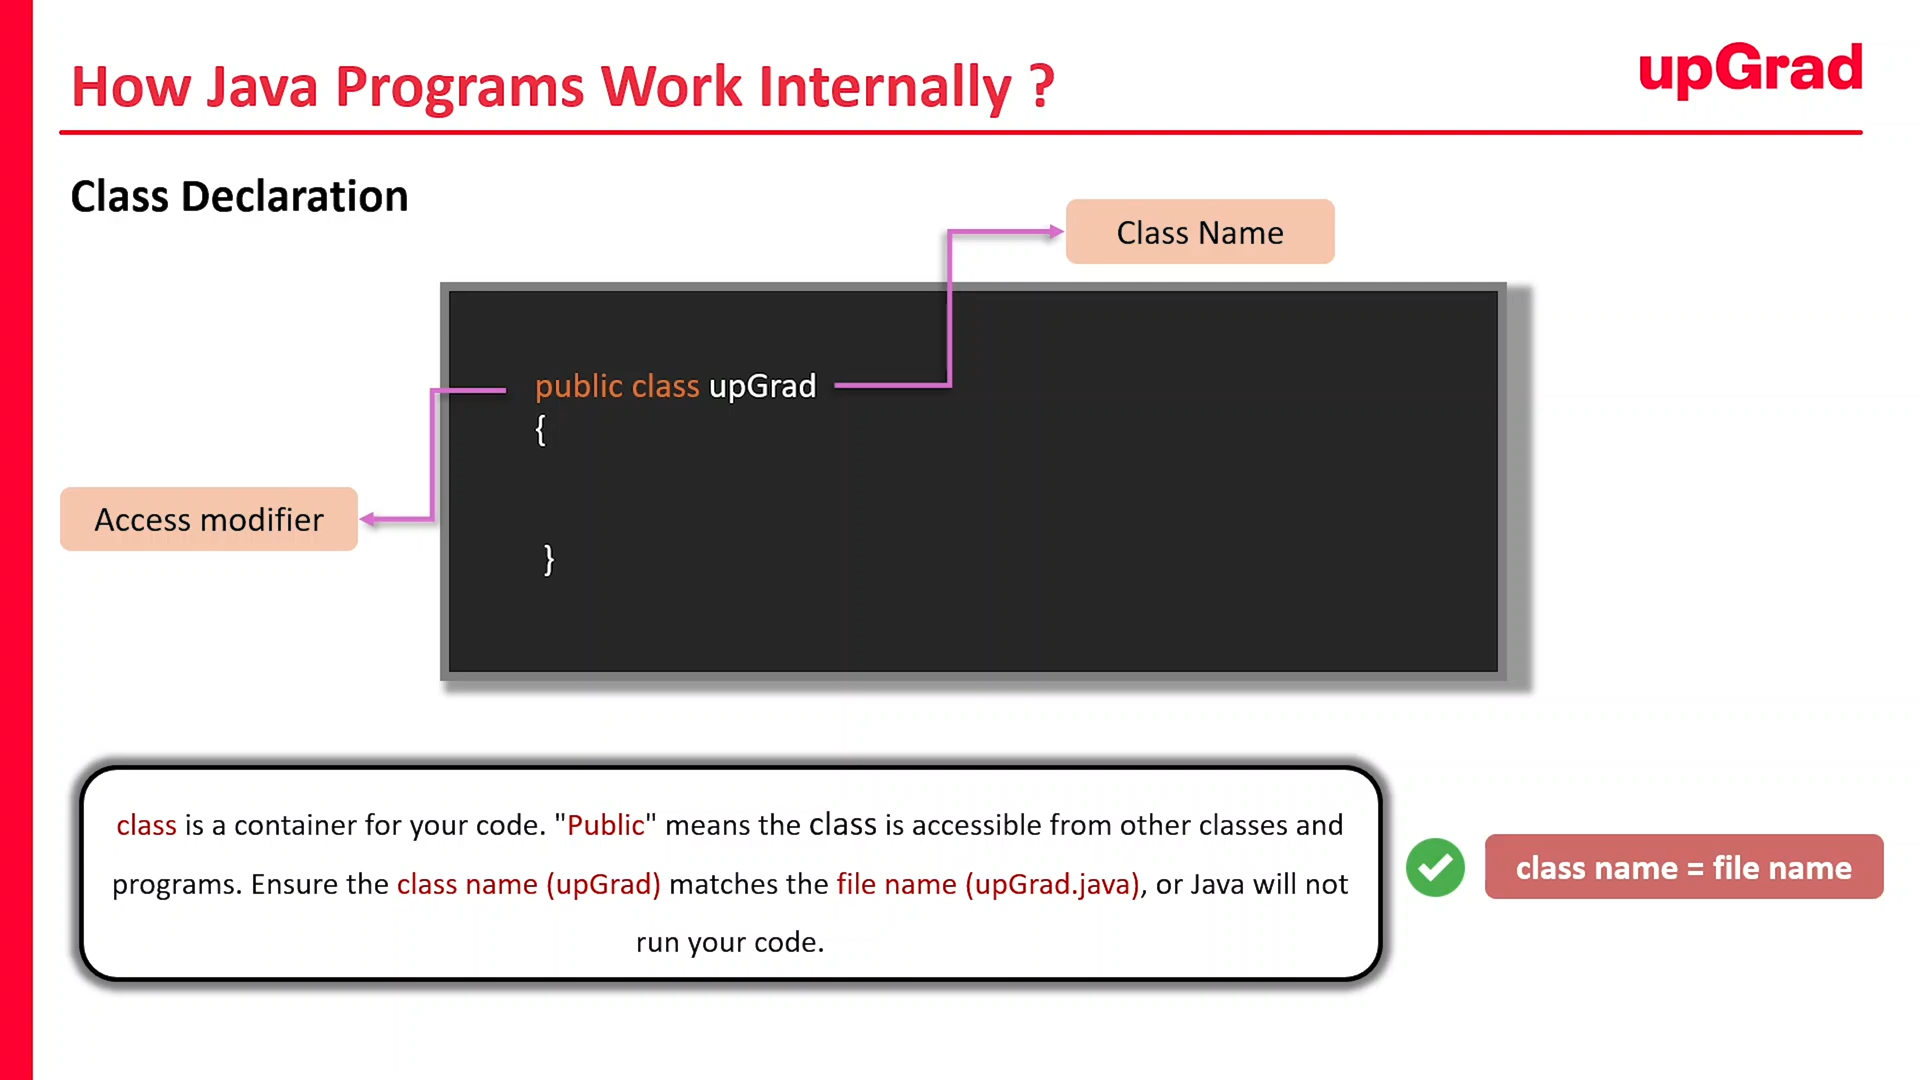 How Java Programs Work Internally ?
upGrad
Class Declaration
Class Name
public class upGrad
{
Access modifier
}
class is a container for your code. "Public" means the class is accessible from other classes and
programs. Ensure the class name (upGrad) matches the file name (upGrad.java), or Java will not
run your code.
class name = file name